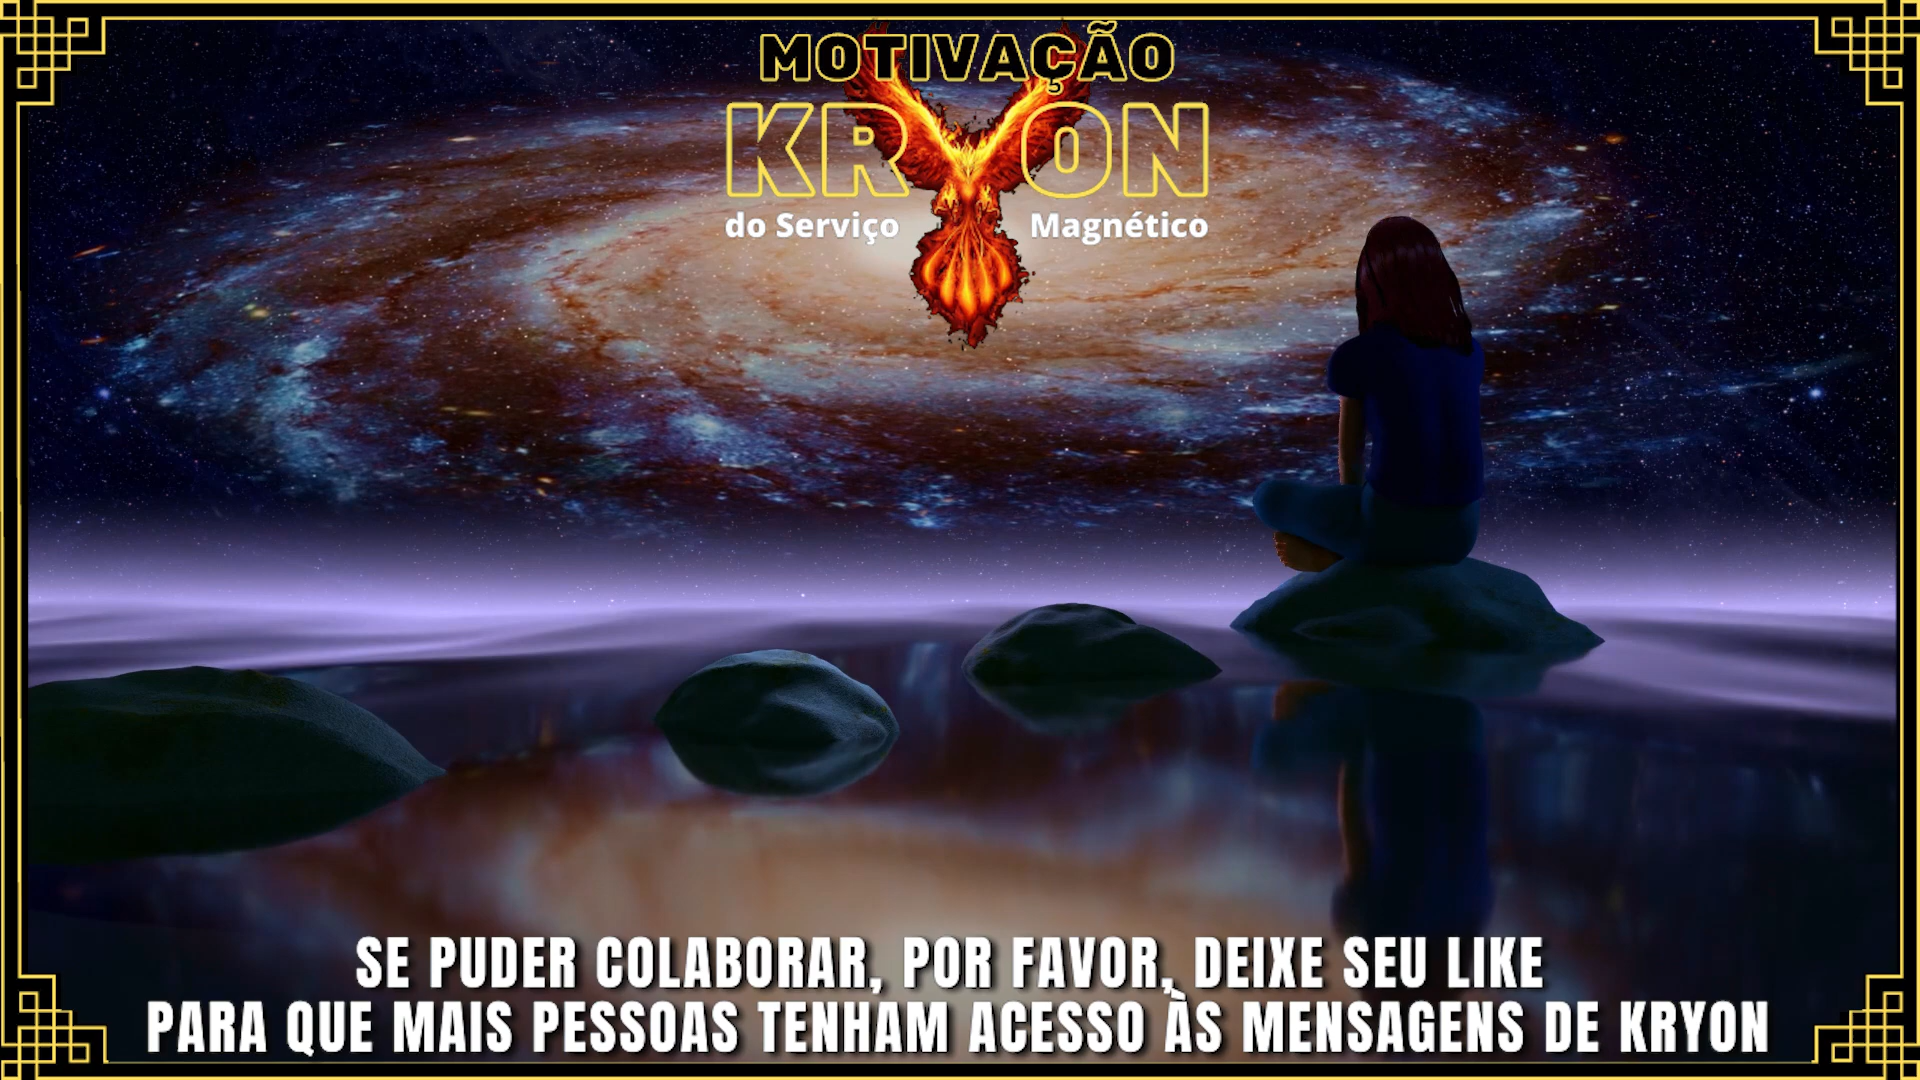 MOTIVAÇÃO
KRYON
do Serviço Magnético
SE PUDER COLABORAR, POR FAVOR, DEIXE SEU LIKE
PARA QUE MAIS PESSOAS TENHAM ACESSO ÀS MENSAGENS DE KRYON